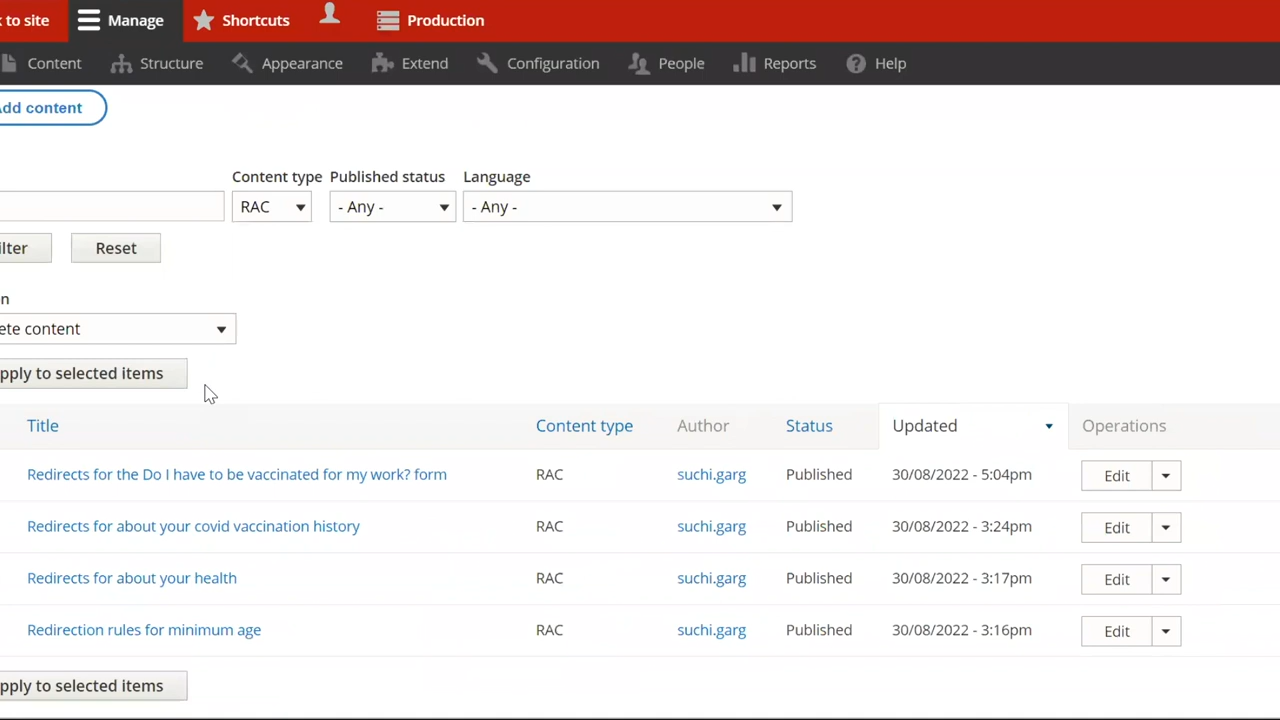 to site Manage Shortcuts Production
Content Structure Appearance Extend Configuration People Reports Help
Add content
Content type Published status Language
RAC - Any - - Any -
Reset
content
to selected items
Title Content type Author Status Updated Operations
Redirects for the Do I have to be vaccinated for my work? form RAC suchi.garg Published 30/08/2022 - 5:04pm Edit
Redirects for about your covid vaccination history RAC suchi.garg Published 30/08/2022 - 3:24pm Edit
Redirects for about your health RAC suchi.garg Published 30/08/2022 - 3:17pm Edit
Redirection rules for minimum age RAC suchi.garg Published 30/08/2022 - 3:16pm Edit
to selected items